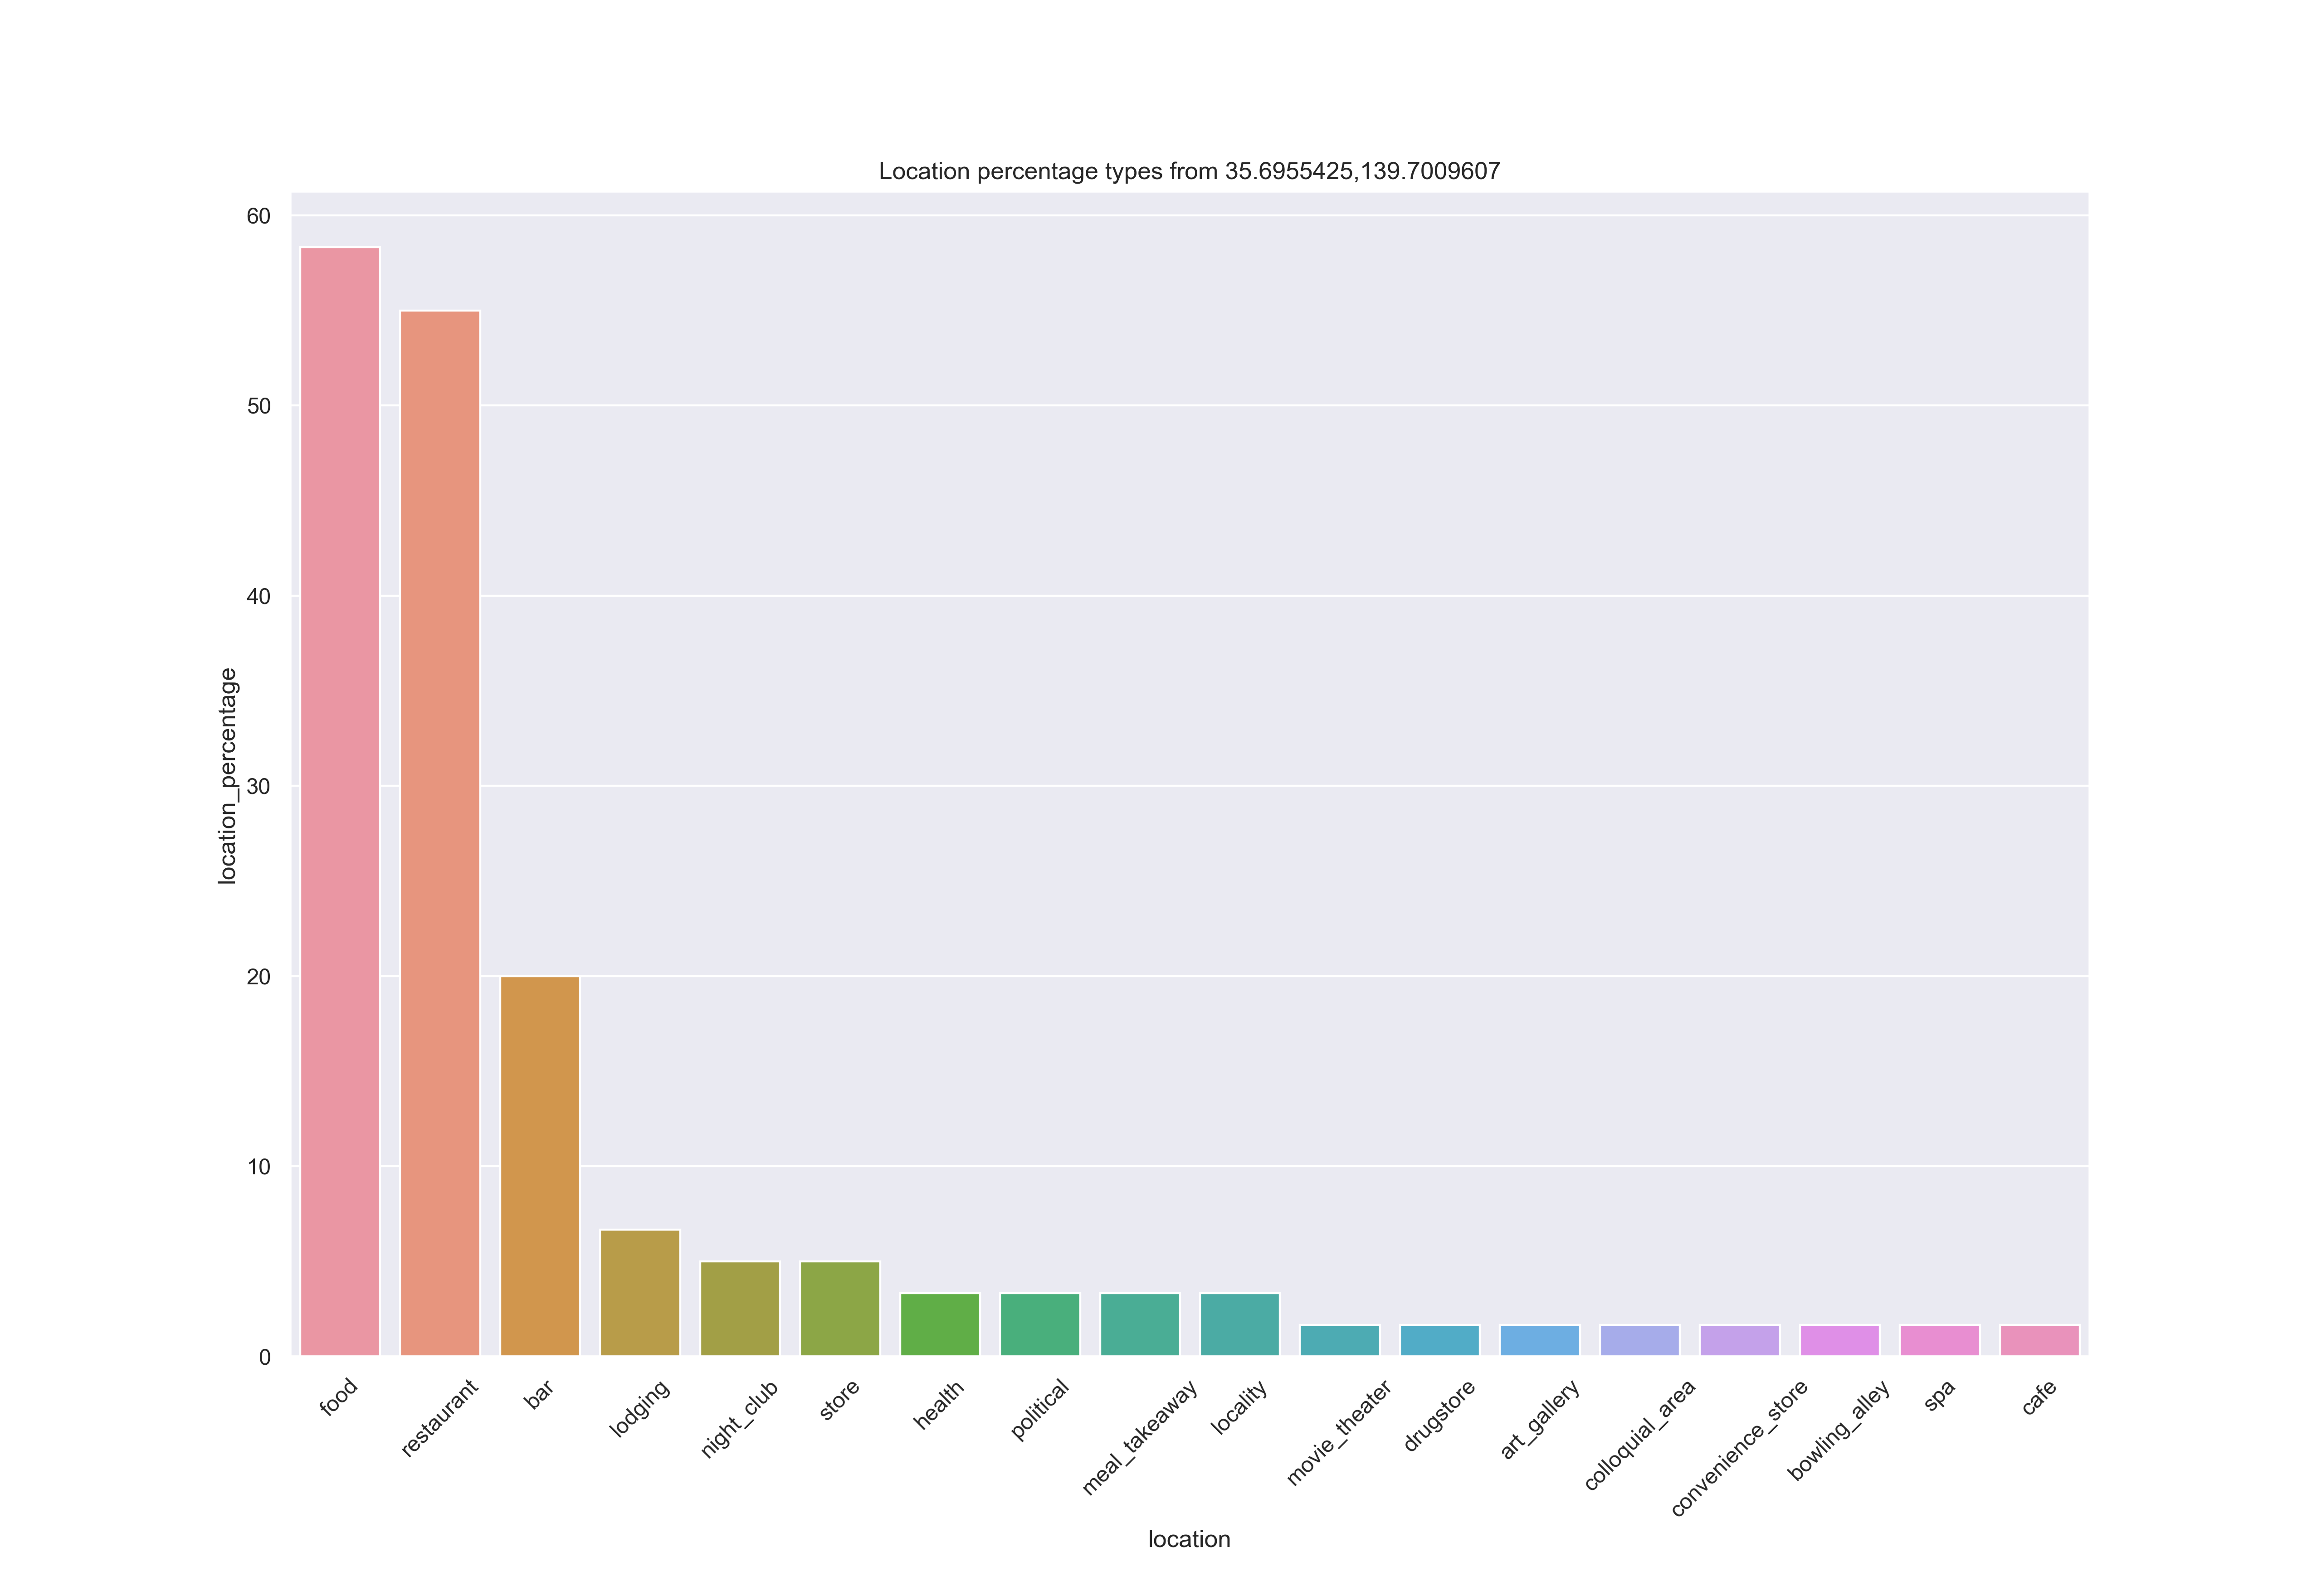 Location percentage types from 35.6955425,139.7009607
60
50
40
30
20
10
0
location_percentage
food
restaurant
bar
lodging
night_club
store
health
political
meal_takeaway
locality
movie_theater
drugstore
art_gallery
colloquial_area
convenience_store
bowling_alley
spa
cafe
location